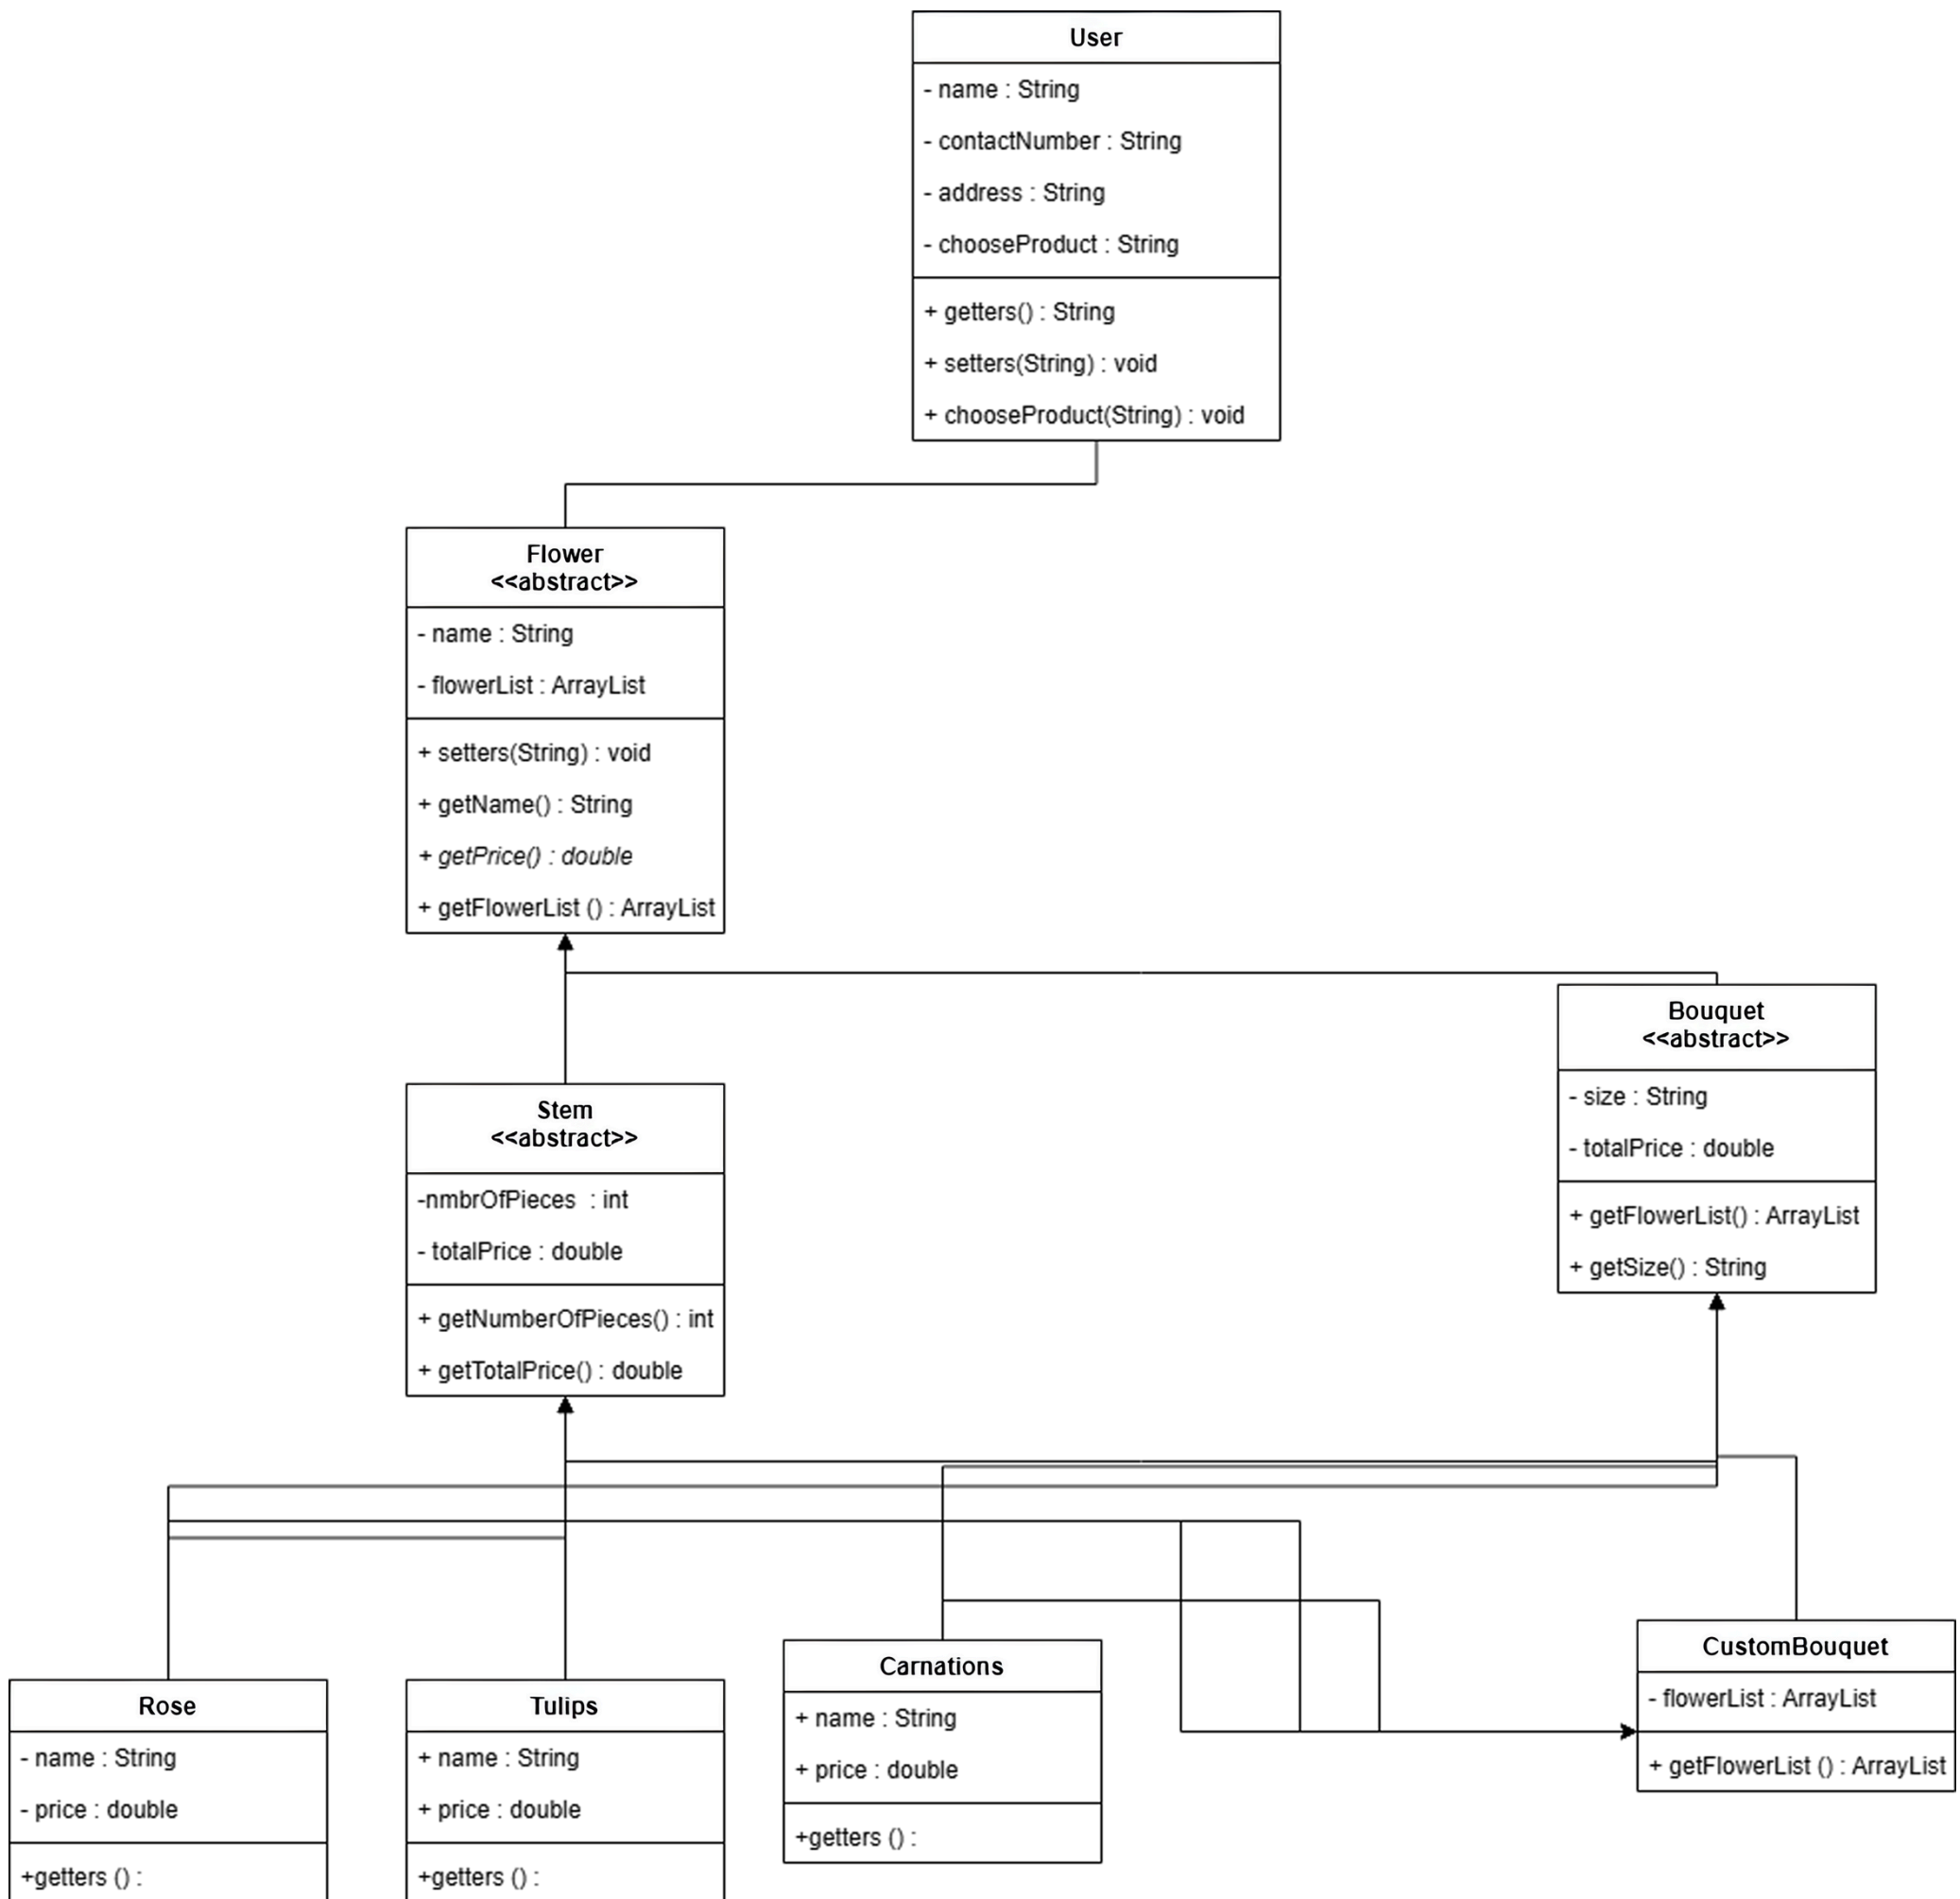 User
- name : String
- contactNumber : String
- address : String
- chooseProduct : String
+ getters() : String
+ setters(String) : void
+ chooseProduct(String) : void
Flower
<<abstract>>
- name : String
- flowerList : ArrayList
+ setters(String) : void
+ getName() : String
+ getPrice() : double
+ getFlowerList () : ArrayList
Bouquet
<<abstract>>
- size : String
- totalPrice : double
+ getFlowerList() : ArrayList
+ getSize() : String
Stem
<<abstract>>
-nmbrOfPieces  : int
- totalPrice : double
+ getNumberOfPieces() : int
+ getTotalPrice() : double
Rose
- name : String
- price : double
+getters () :
Tulips
+ name : String
+ price : double
+getters () :
Carnations
+ name : String
+ price : double
+getters () :
CustomBouquet
- flowerList : ArrayList
+ getFlowerList () : ArrayList